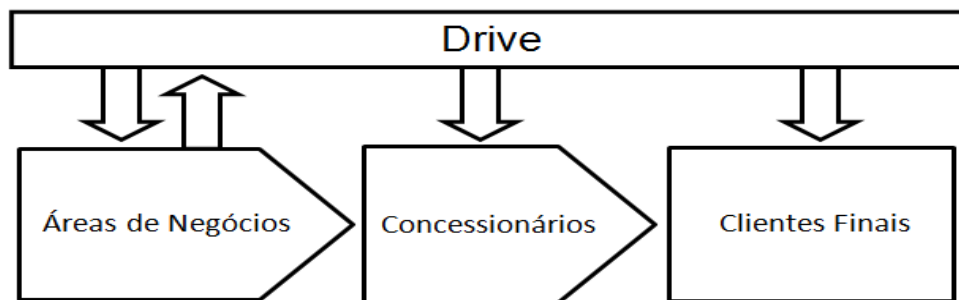 Drive
Áreas de Negócios
Concessionários
Clientes Finais